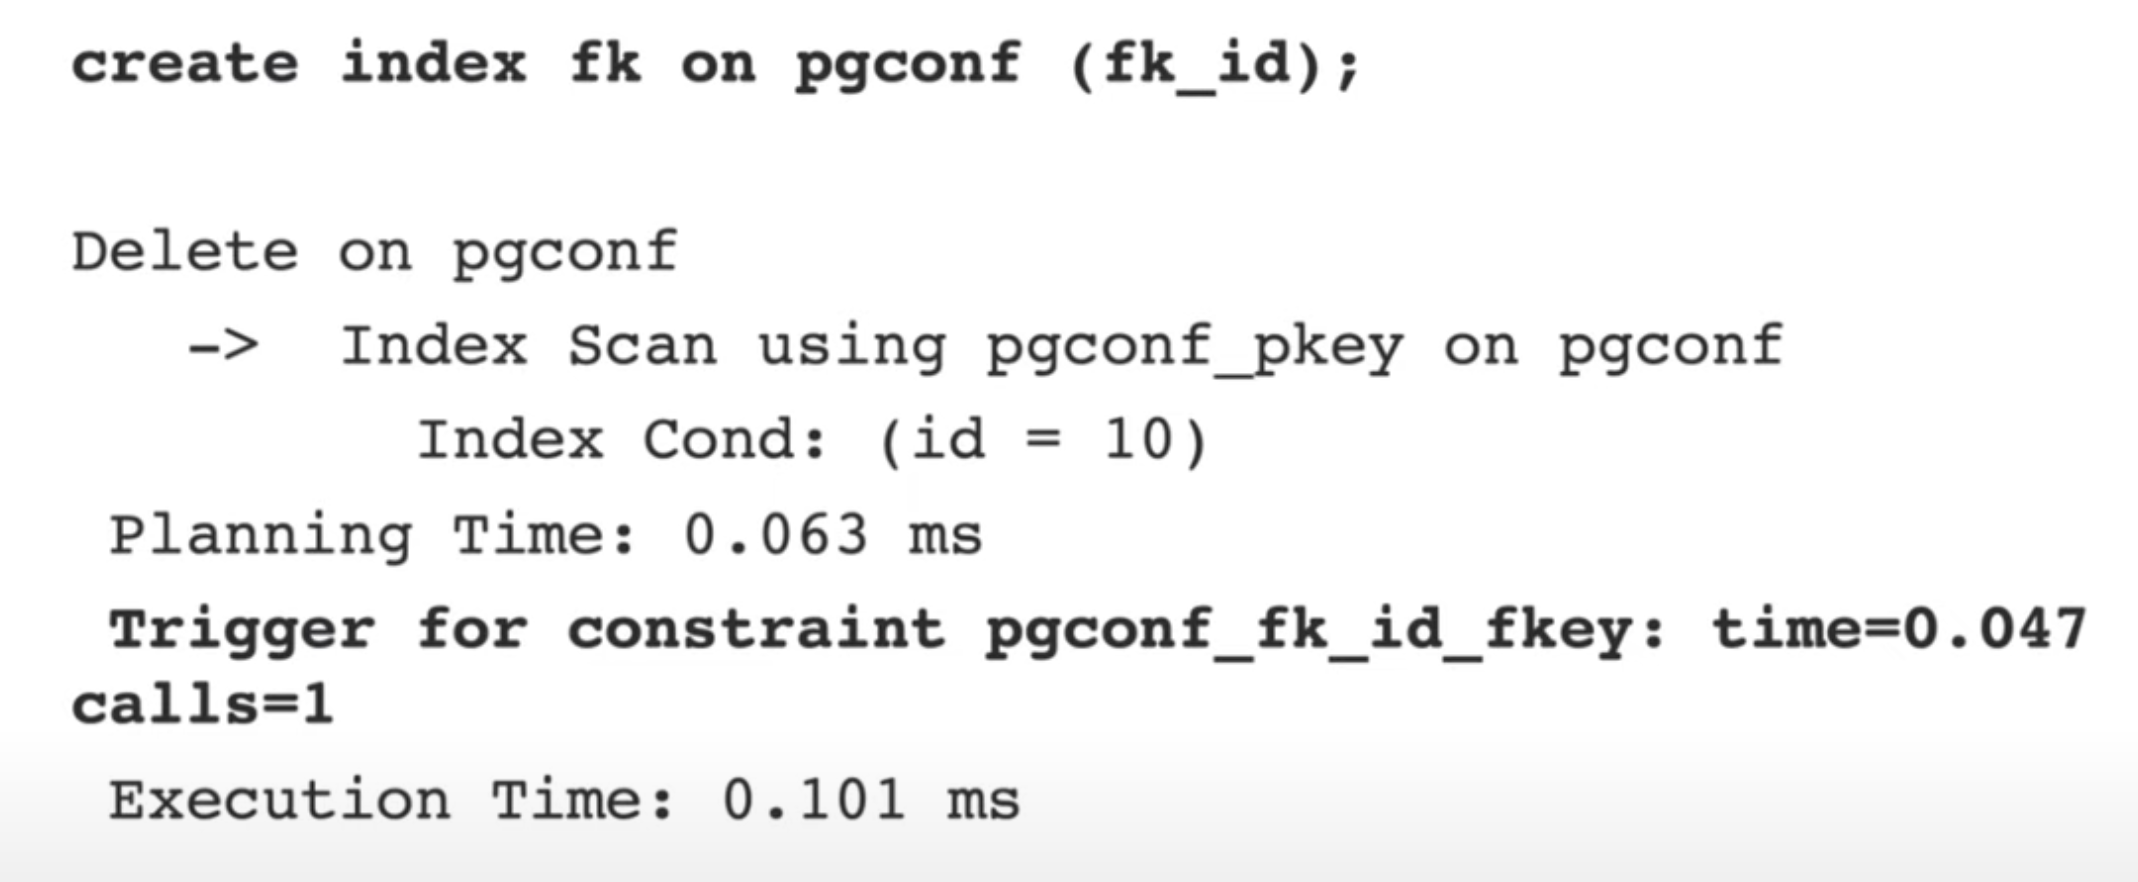 create index fk on pgconf (fk_id);
Delete on pgconf
-> Index Scan using pgconf_pkey on pgconf
Index Cond: (id = 10)
Planning Time: 0.063 ms
Trigger for constraint pgconf_fk_id_fkey: time=0.047
calls=1
Execution Time: 0.101 ms